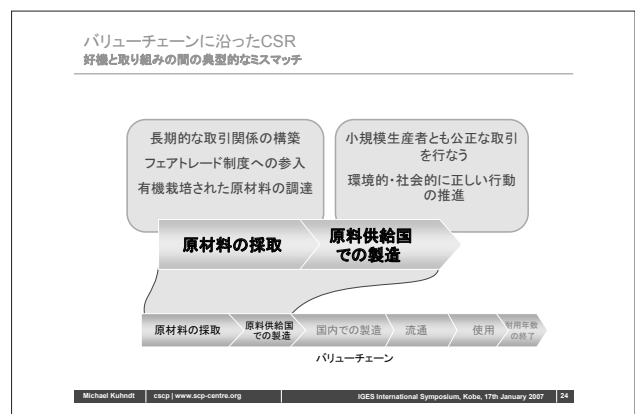 バリューチェーンに沿ったCSR
好機と取り組みの間の典型的なミスマッチ
長期的な取引関係の構築
フェアトレード制度への参入
有機栽培された原材料の調達
小規模生産者とも公正な取引
を行なう
環境的・社会的に正しい行動
の推進
原材料の採取
原料供給国
での製造
原材料の採取
原料供給国
での製造
国内での製造
流通
使用
耐用年数
の終了
バリューチェーン
Michael Kuhndt cscp | www.scp-centre.org IGES International Symposium, Kobe, 17th January 2007 24